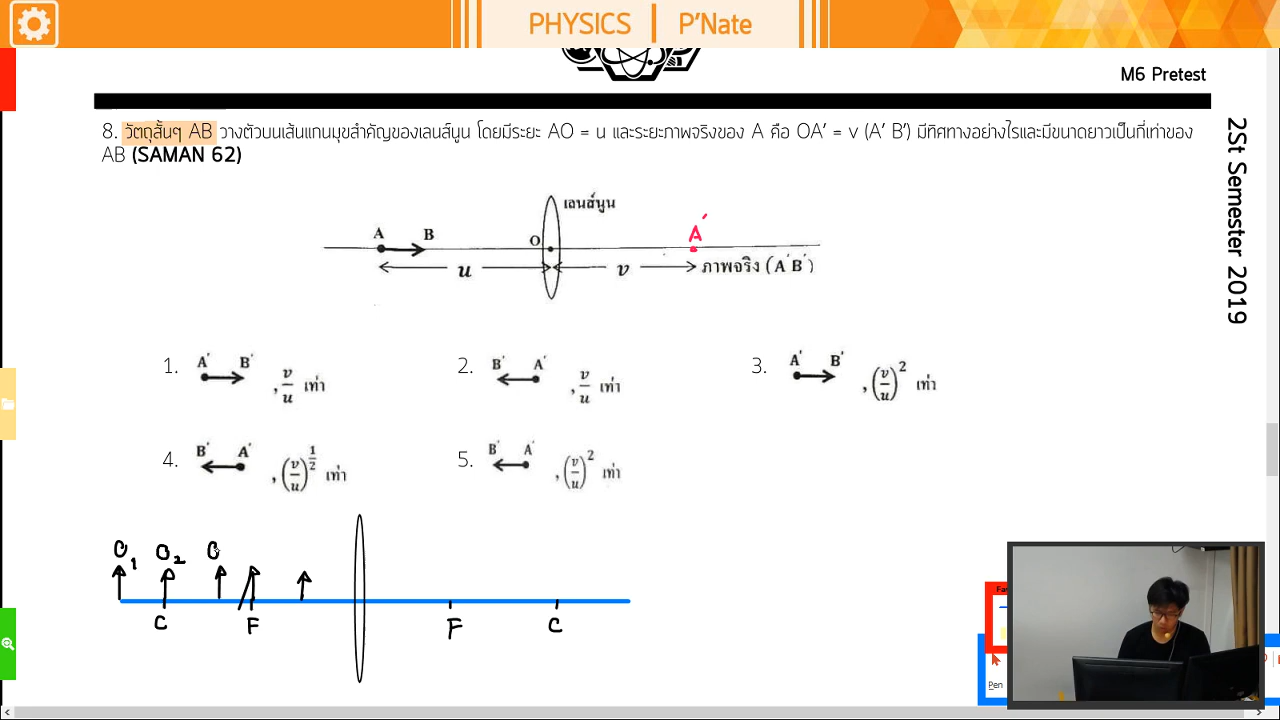 PHYSICS | P'Nate
M6 Pretest
2St Semester 2019
8. วัตถุสั้นๆ AB วางตัวบนเส้นแกนมุขสำคัญของเลนส์นูน โดยมีระยะ AO = u และระยะภาพจริงของ A คือ OA' = v (A' B') มีทิศทางอย่างไรและมีขนาดยาวเป็นกี่เท่าของ
AB (SAMAN 62)
เลนส์นูน
A B O A'
u v ภาพจริง (A'B')
1. A' B' , v/u เท่า
2. B' A' , v/u เท่า
3. A' B' , (v/u)² เท่า
4. B' A' , (v/u)^(1/2) เท่า
5. B' A' , (v/u)² เท่า
O₁ O₂ O
C F F C
Pen